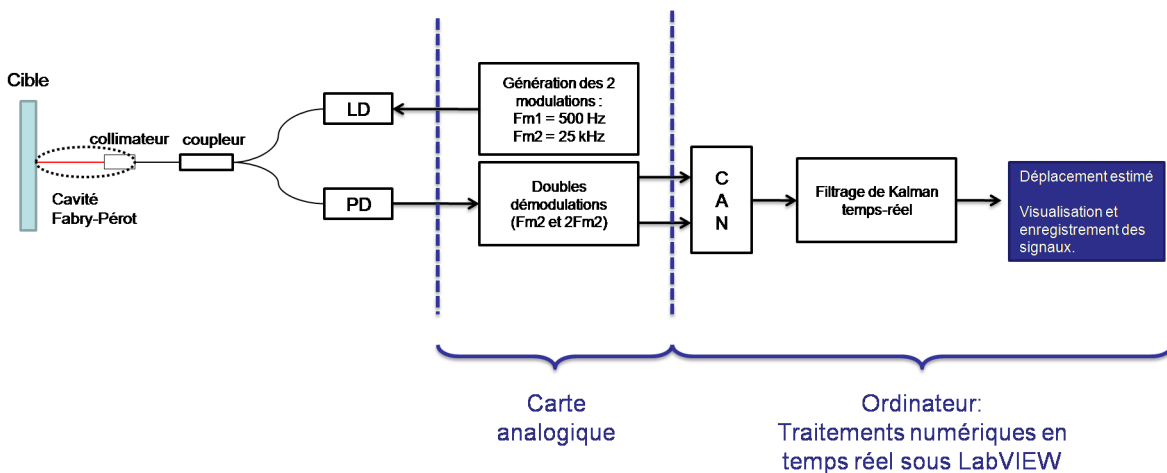 Cible
collimateur
coupleur
Cavité
Fabry-Pérot
LD
PD
Génération des 2
modulations :
Fm1 = 500 Hz
Fm2 = 25 kHz
Doubles
démodulations
(Fm2 et 2Fm2)
C
A
N
Filtrage de Kalman
temps-réel
Déplacement estimé
Visualisation et
enregistrement des
signaux.
Carte
analogique
Ordinateur:
Traitements numériques en
temps réel sous LabVIEW